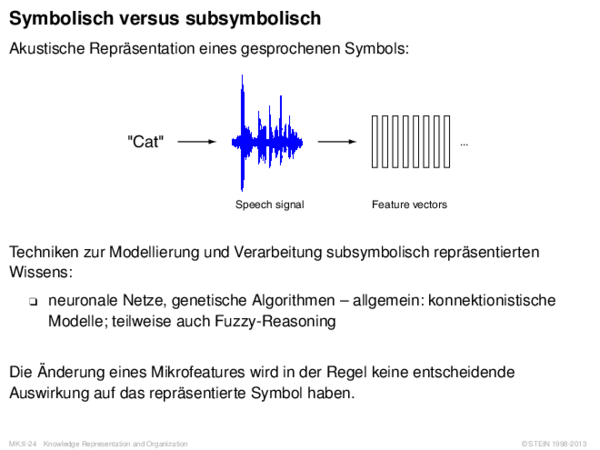 Symbolisch versus subsymbolisch
Akustische Repräsentation eines gesprochenen Symbols:
"Cat"
...
Speech signal
Feature vectors
Techniken zur Modellierung und Verarbeitung subsymbolisch repräsentierten
Wissens:
❑ neuronale Netze, genetische Algorithmen – allgemein: konnektionistische
Modelle; teilweise auch Fuzzy-Reasoning
Die Änderung eines Mikrofeatures wird in der Regel keine entscheidende
Auswirkung auf das repräsentierte Symbol haben.
MK:II-24 Knowledge Representation and Organization
© STEIN 1998-2013